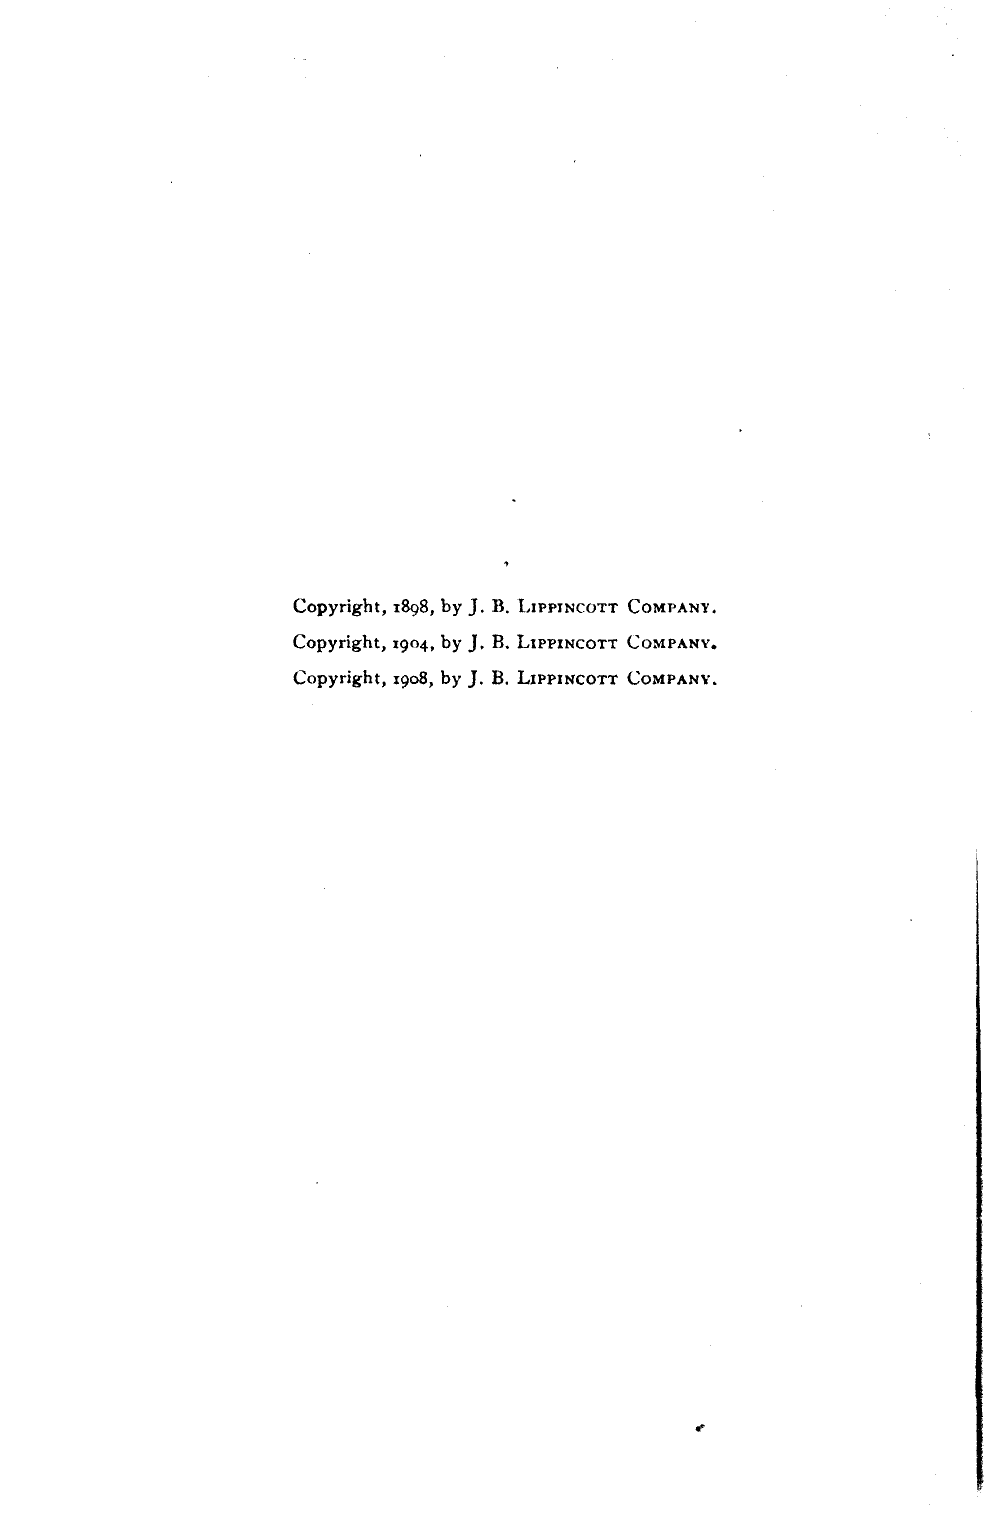 Copyright, 1898, by J. B. LIPPINCOTT COMPANY.
Copyright, 1904, by J. B. LIPPINCOTT COMPANY.
Copyright, 1908, by J. B. LIPPINCOTT COMPANY.